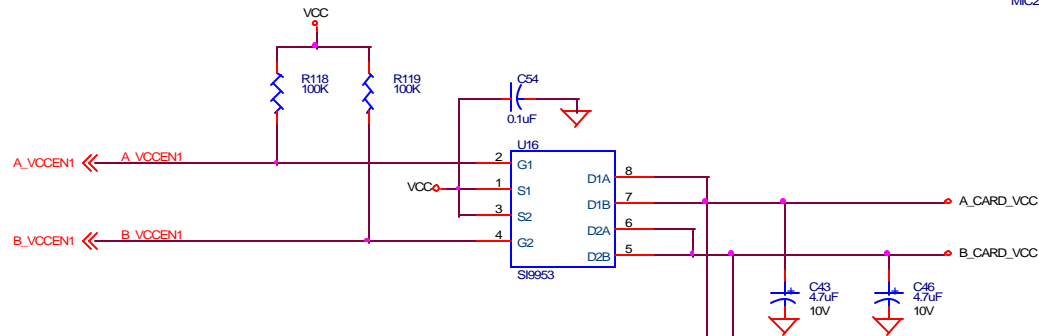 MIC2
VCC
R118
100K
R119
100K
C54
0.1uF
U16
A_VCCEN1
A_VCCEN1
2
G1
D1A
8
VCC
1
S1
D1B
7
A_CARD_VCC
3
S2
D2A
6
B_VCCEN1
B_VCCEN1
4
G2
D2B
5
B_CARD_VCC
SI9953
C43
4.7uF
10V
C46
4.7uF
10V